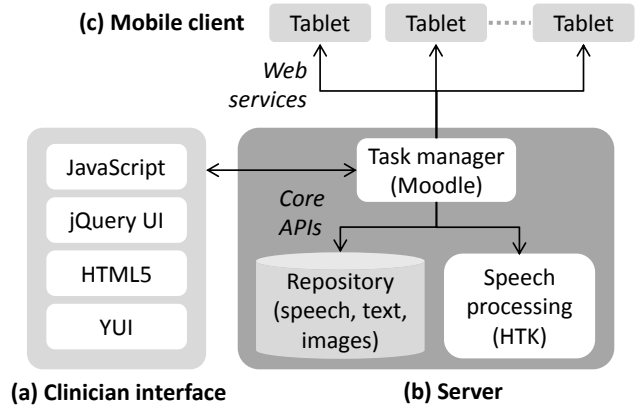 (c) Mobile client
Tablet
Tablet
Tablet
Web
services
JavaScript
jQuery UI
HTML5
YUI
Task manager
(Moodle)
Core
APIs
Repository
(speech, text,
images)
Speech
processing
(HTK)
(a) Clinician interface
(b) Server